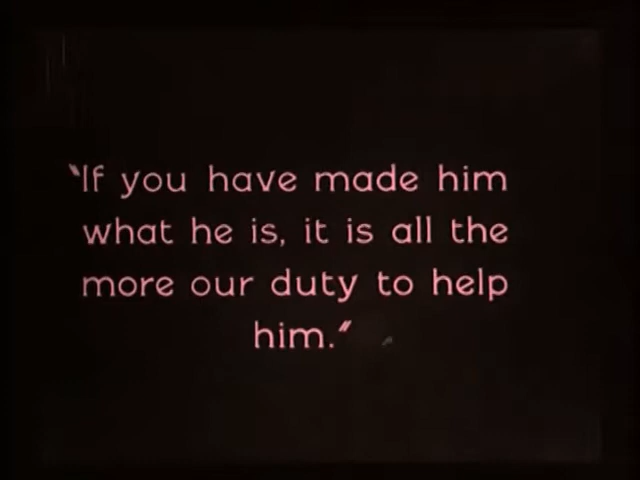 "If you have made him
what he is, it is all the
more our duty to help
him."